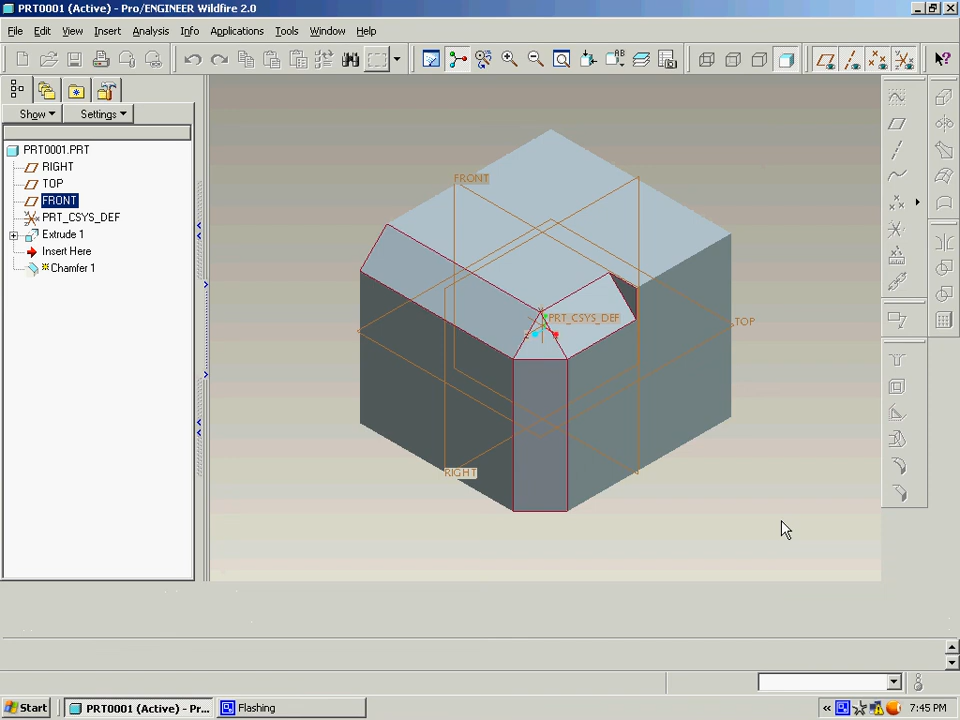 PRT0001 (Active) - Pro/ENGINEER Wildfire 2.0
File Edit View Insert Analysis Info Applications Tools Window Help
Show Settings
PRT0001.PRT
RIGHT
TOP
FRONT
PRT_CSYS_DEF
Extrude 1
Insert Here
Chamfer 1
FRONT
PRT_CSYS_DEF
TOP
RIGHT
Start PRT0001 (Active) - Pr... Flashing 7:45 PM